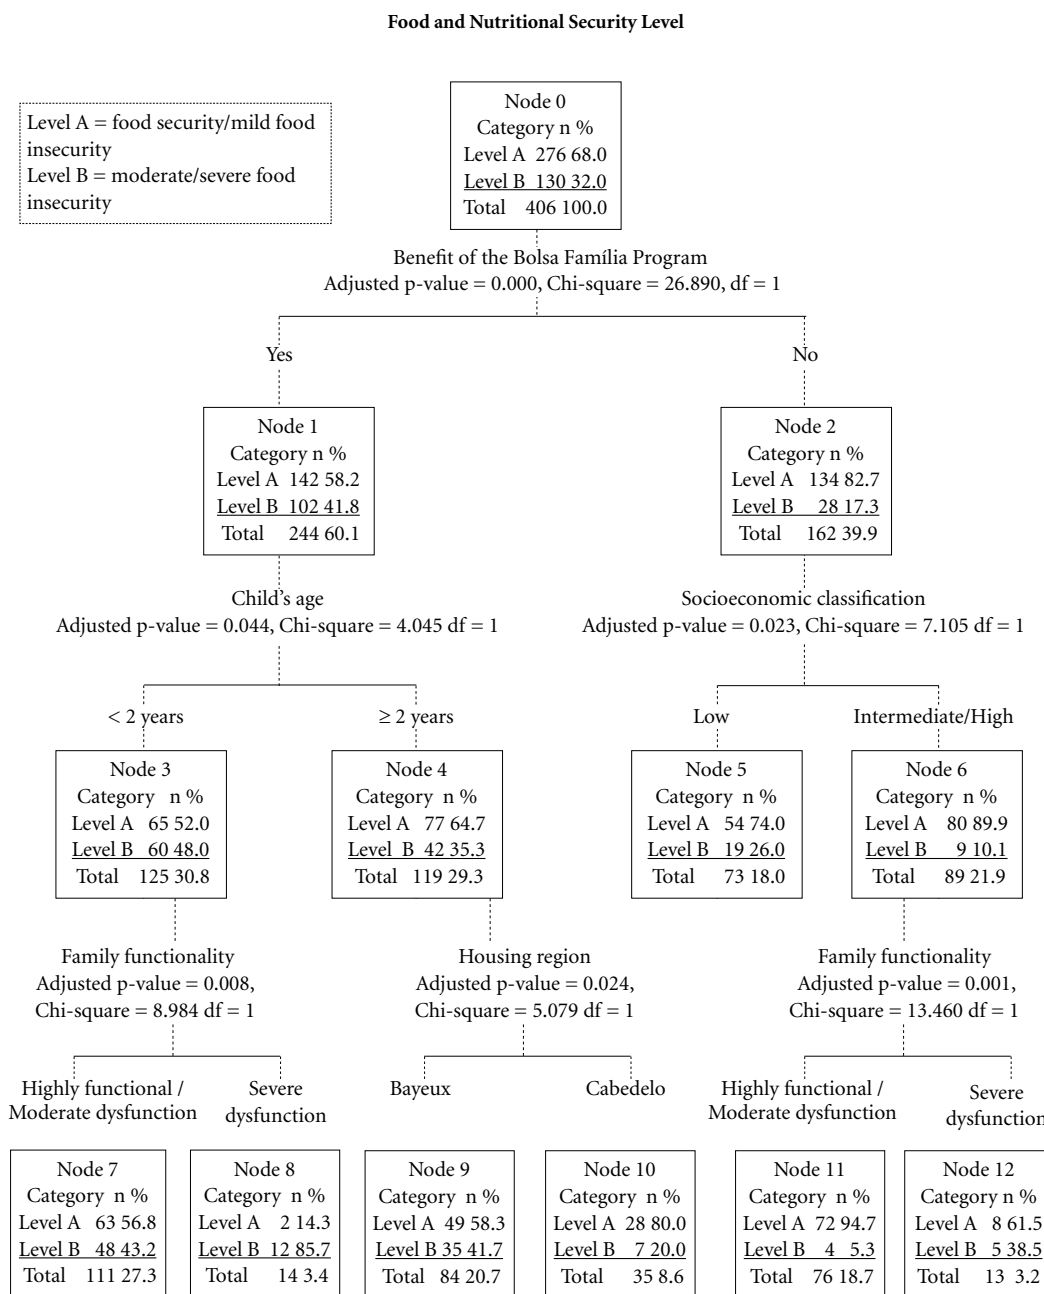 Food and Nutritional Security Level
Level A = food security/mild food
insecurity
Level B = moderate/severe food
insecurity
Node 0
Category n %
Level A 276 68.0
Level B 130 32.0
Total 406 100.0
Benefit of the Bolsa Família Program
Adjusted p-value = 0.000, Chi-square = 26.890, df = 1
Yes
No
Node 1
Category n %
Level A 142 58.2
Level B 102 41.8
Total 244 60.1
Node 2
Category n %
Level A 134 82.7
Level B 28 17.3
Total 162 39.9
Child's age
Adjusted p-value = 0.044, Chi-square = 4.045 df = 1
Socioeconomic classification
Adjusted p-value = 0.023, Chi-square = 7.105 df = 1
< 2 years
≥ 2 years
Low
Intermediate/High
Node 3
Category n %
Level A 65 52.0
Level B 60 48.0
Total 125 30.8
Node 4
Category n %
Level A 77 64.7
Level B 42 35.3
Total 119 29.3
Node 5
Category n %
Level A 54 74.0
Level B 19 26.0
Total 73 18.0
Node 6
Category n %
Level A 80 89.9
Level B 9 10.1
Total 89 21.9
Family functionality
Adjusted p-value = 0.008,
Chi-square = 8.984 df = 1
Housing region
Adjusted p-value = 0.024,
Chi-square = 5.079 df = 1
Family functionality
Adjusted p-value = 0.001,
Chi-square = 13.460 df = 1
Highly functional /
Moderate dysfunction
Severe
dysfunction
Bayeux
Cabedelo
Highly functional /
Moderate dysfunction
Severe
dysfunction
Node 7
Category n %
Level A 63 56.8
Level B 48 43.2
Total 111 27.3
Node 8
Category n %
Level A 2 14.3
Level B 12 85.7
Total 14 3.4
Node 9
Category n %
Level A 49 58.3
Level B 35 41.7
Total 84 20.7
Node 10
Category n %
Level A 28 80.0
Level B 7 20.0
Total 35 8.6
Node 11
Category n %
Level A 72 94.7
Level B 4 5.3
Total 76 18.7
Node 12
Category n %
Level A 8 61.5
Level B 5 38.5
Total 13 3.2